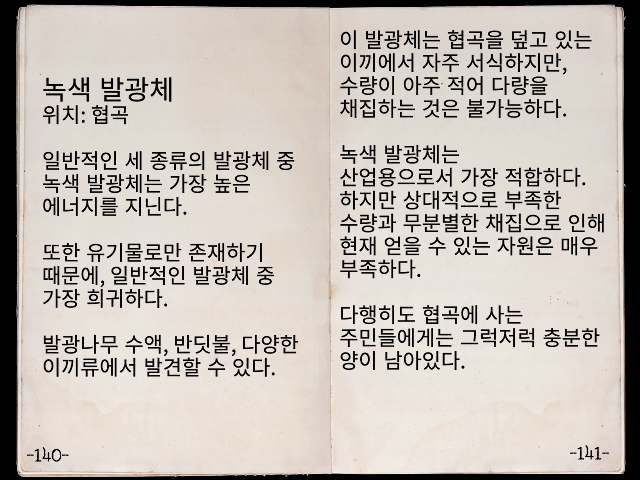 녹색 발광체
위치: 협곡
일반적인 세 종류의 발광체 중
녹색 발광체는 가장 높은
에너지를 지닌다.
또한 유기물로만 존재하기
때문에, 일반적인 발광체 중
가장 희귀하다.
발광나무 수액, 반딧불, 다양한
이끼류에서 발견할 수 있다.
-140-
이 발광체는 협곡을 덮고 있는
이끼에서 자주 서식하지만,
수량이 아주 적어 다량을
채집하는 것은 불가능하다.
녹색 발광체는
산업용으로서 가장 적합하다.
하지만 상대적으로 부족한
수량과 무분별한 채집으로 인해
현재 얻을 수 있는 자원은 매우
부족하다.
다행히도 협곡에 사는
주민들에게는 그럭저럭 충분한
양이 남아있다.
-141-